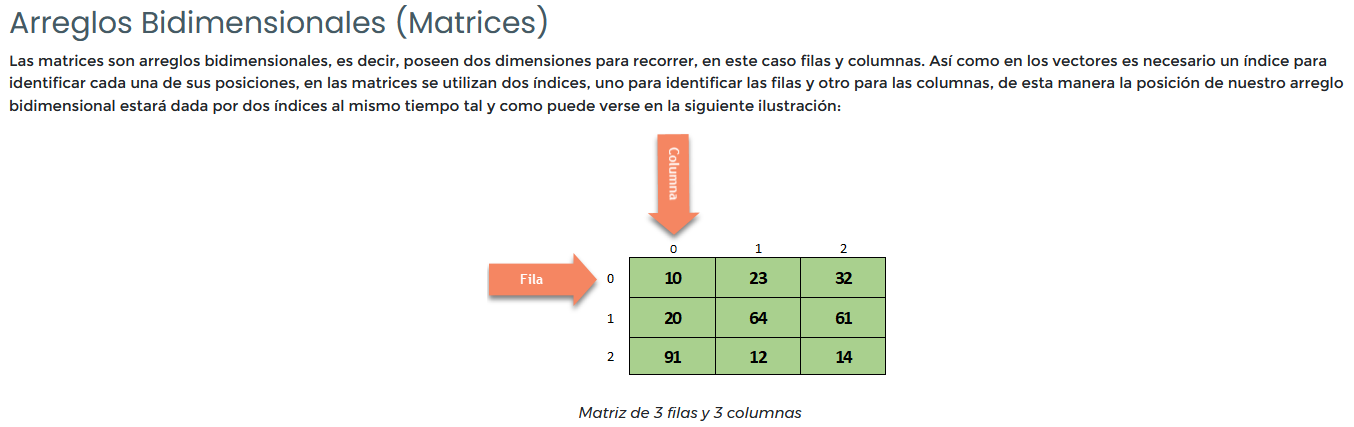 Arreglos Bidimensionales (Matrices)
Las matrices son arreglos bidimensionales, es decir, poseen dos dimensiones para recorrer, en este caso filas y columnas. Así como en los vectores es necesario un índice para
identificar cada una de sus posiciones, en las matrices se utilizan dos índices, uno para identificar las filas y otro para las columnas, de esta manera la posición de nuestro arreglo
bidimensional estará dada por dos índices al mismo tiempo tal y como puede verse en la siguiente ilustración:
Columna
0 1 2
Fila
0 10 23 32
1 20 64 61
2 91 12 14
Matriz de 3 filas y 3 columnas